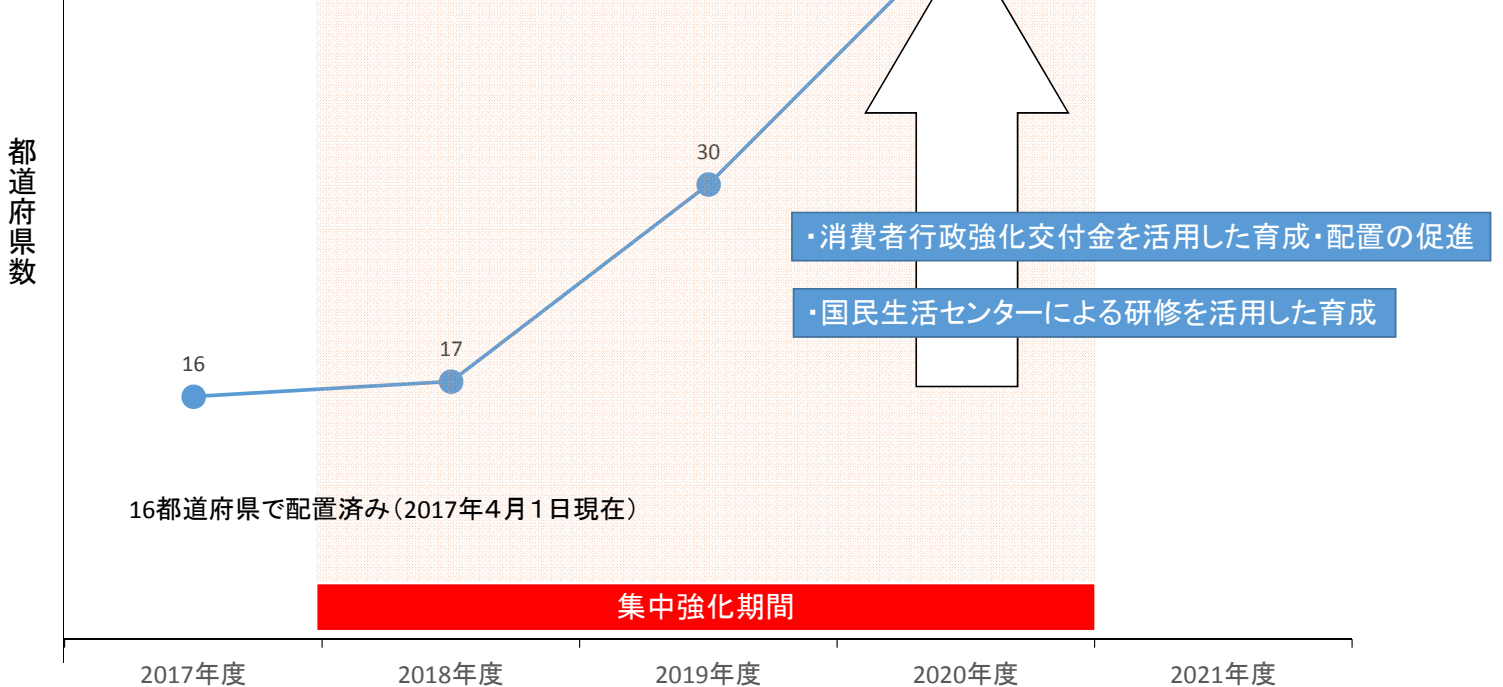 都道府県数
30
・消費者行政強化交付金を活用した育成・配置の促進
・国民生活センターによる研修を活用した育成
17
16
16都道府県で配置済み（2017年４月１日現在）
集中強化期間
2017年度
2018年度
2019年度
2020年度
2021年度